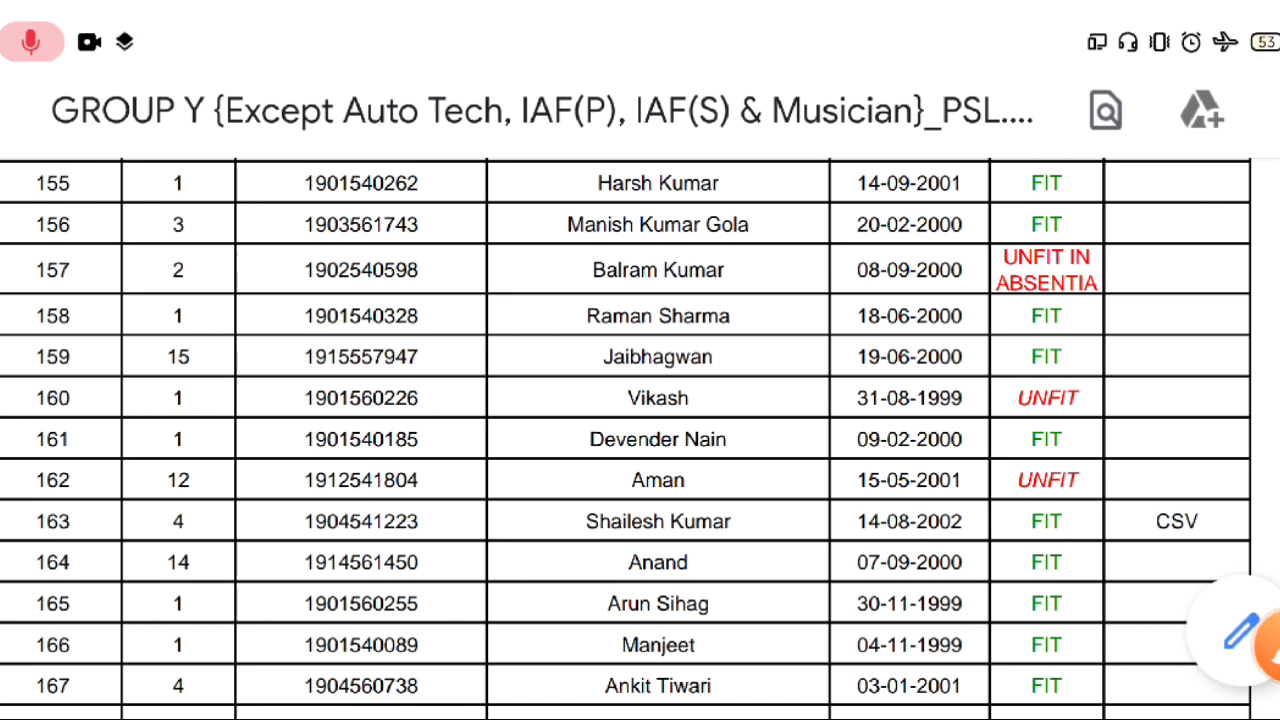 53
GROUP Y {Except Auto Tech, IAF(P), IAF(S) & Musician}_PSL....
155 1 1901540262 Harsh Kumar 14-09-2001 FIT
156 3 1903561743 Manish Kumar Gola 20-02-2000 FIT
157 2 1902540598 Balram Kumar 08-09-2000 UNFIT IN
ABSENTIA
158 1 1901540328 Raman Sharma 18-06-2000 FIT
159 15 1915557947 Jaibhagwan 19-06-2000 FIT
160 1 1901560226 Vikash 31-08-1999 UNFIT
161 1 1901540185 Devender Nain 09-02-2000 FIT
162 12 1912541804 Aman 15-05-2001 UNFIT
163 4 1904541223 Shailesh Kumar 14-08-2002 FIT CSV
164 14 1914561450 Anand 07-09-2000 FIT
165 1 1901560255 Arun Sihag 30-11-1999 FIT
166 1 1901540089 Manjeet 04-11-1999 FIT
167 4 1904560738 Ankit Tiwari 03-01-2001 FIT